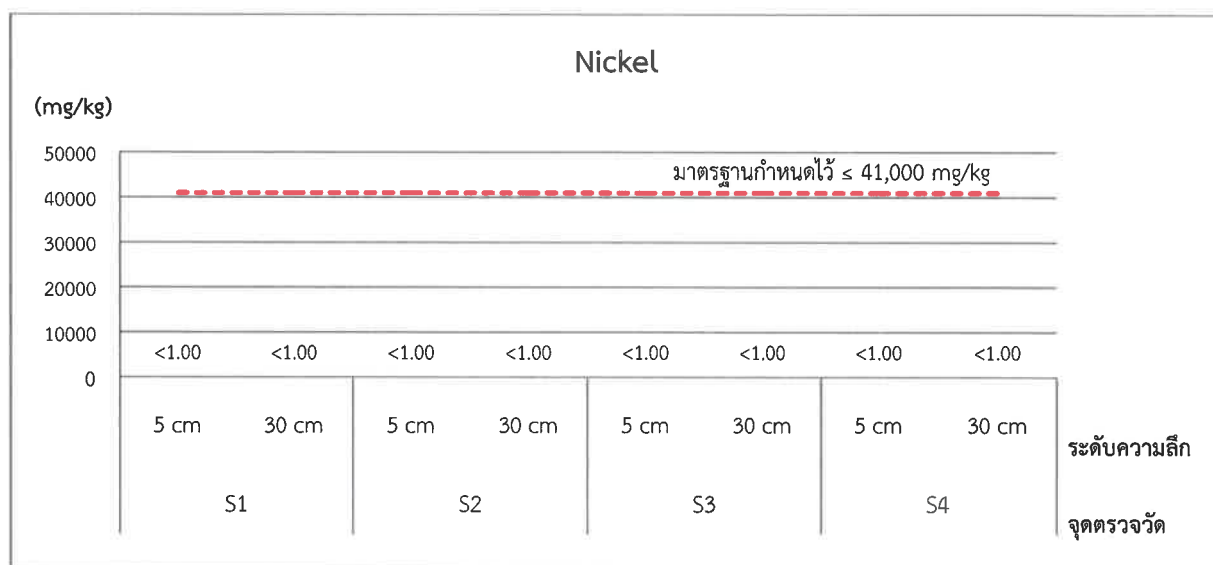 Nickel
(mg/kg)
50000
มาตรฐานกำหนดไว้ ≤ 41,000 mg/kg
40000
30000
20000
10000
<1.00 <1.00 <1.00 <1.00 <1.00 <1.00 <1.00 <1.00
0
5 cm 30 cm 5 cm 30 cm 5 cm 30 cm 5 cm 30 cm
ระดับความลึก
S1 S2 S3 S4
จุดตรวจวัด